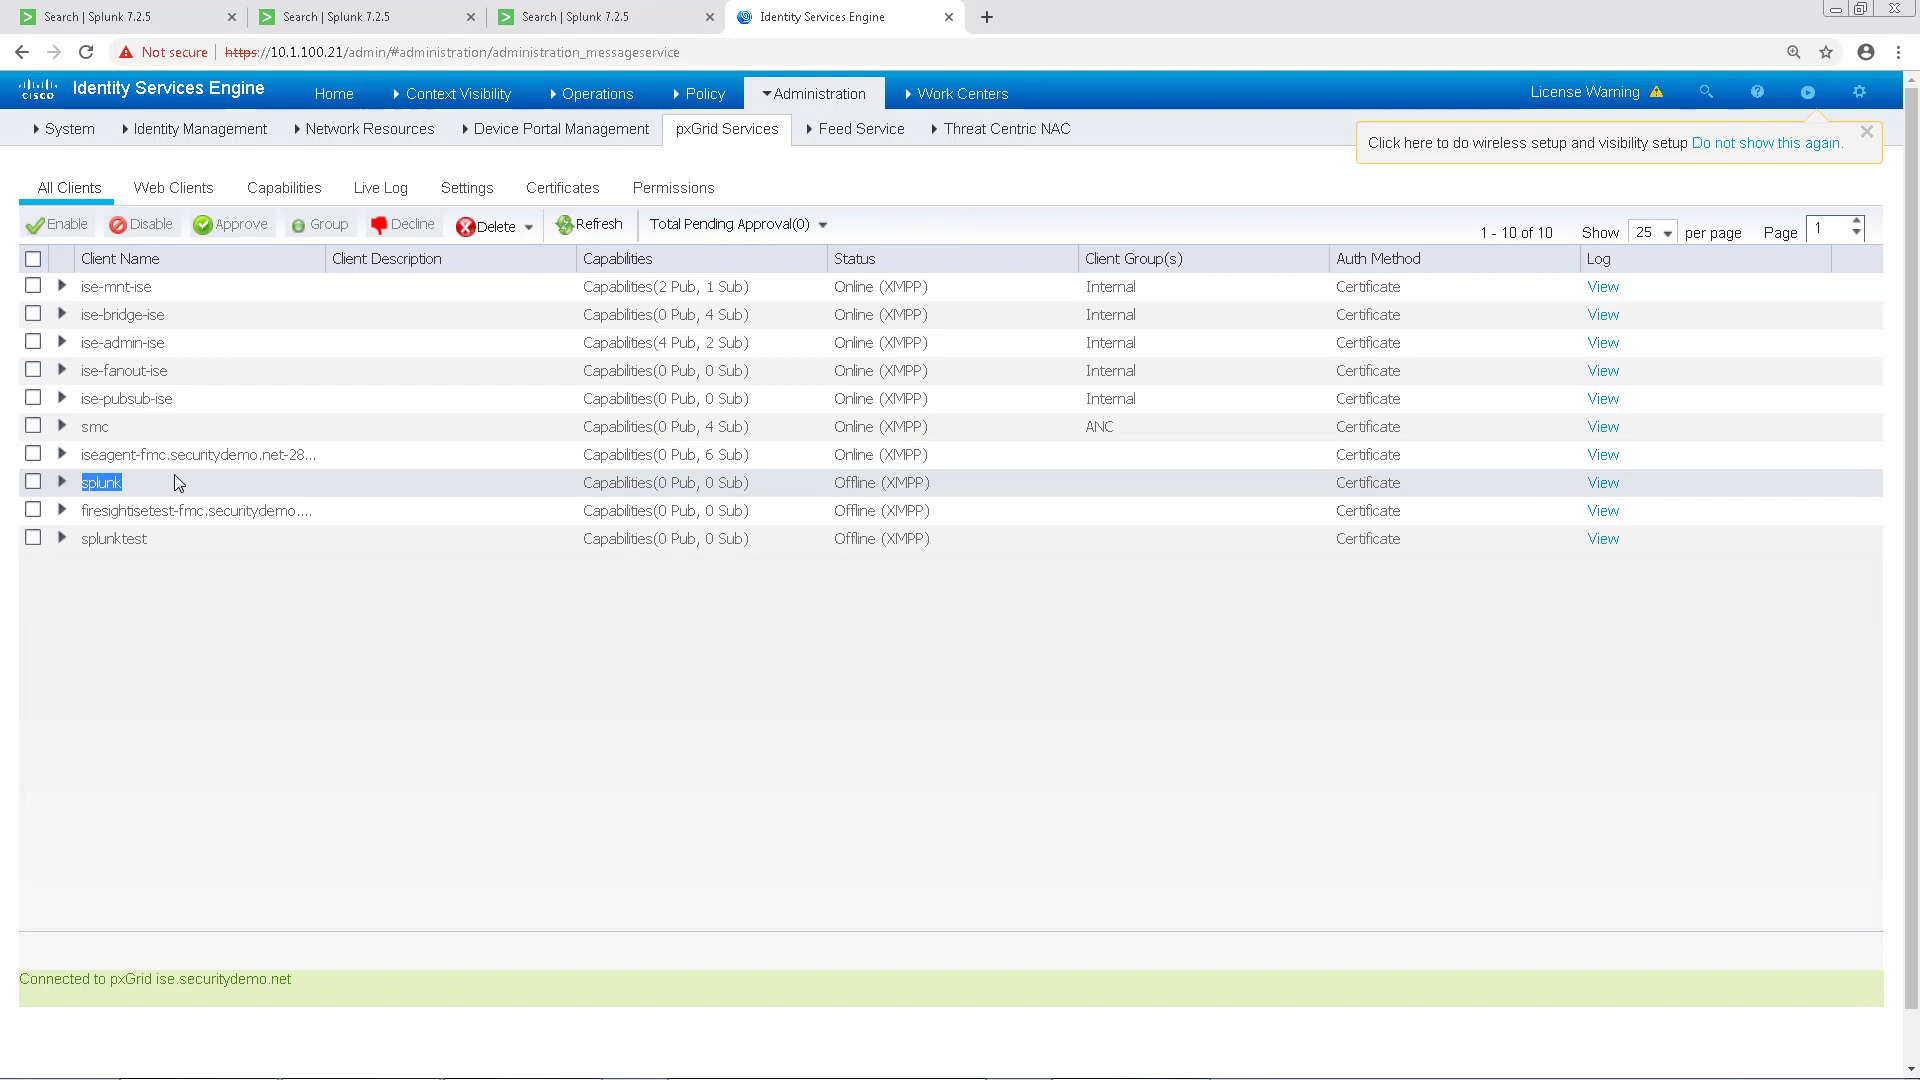 Search | Splunk 7.2.5
Search | Splunk 7.2.5
Search | Splunk 7.2.5
Identity Services Engine
Not secure
https://10.1.100.21/admin/#administration/administration_messageservice
cisco
Identity Services Engine
Home
Context Visibility
Operations
Policy
Administration
Work Centers
License Warning
System
Identity Management
Network Resources
Device Portal Management
pxGrid Services
Feed Service
Threat Centric NAC
Click here to do wireless setup and visibility setup Do not show this again.
All Clients
Web Clients
Capabilities
Live Log
Settings
Certificates
Permissions
Enable
Disable
Approve
Group
Decline
Delete
Refresh
Total Pending Approval(0)
1 - 10 of 10
Show 25 per page
Page 1
Client Name Client Description Capabilities Status Client Group(s) Auth Method Log
ise-mnt-ise Capabilities(2 Pub, 1 Sub) Online (XMPP) Internal Certificate View
ise-bridge-ise Capabilities(0 Pub, 4 Sub) Online (XMPP) Internal Certificate View
ise-admin-ise Capabilities(4 Pub, 2 Sub) Online (XMPP) Internal Certificate View
ise-fanout-ise Capabilities(0 Pub, 0 Sub) Online (XMPP) Internal Certificate View
ise-pubsub-ise Capabilities(0 Pub, 0 Sub) Online (XMPP) Internal Certificate View
smc Capabilities(0 Pub, 4 Sub) Online (XMPP) ANC Certificate View
iseagent-fmc.securitydemo.net-28... Capabilities(0 Pub, 6 Sub) Online (XMPP) Certificate View
splunk Capabilities(0 Pub, 0 Sub) Offline (XMPP) Certificate View
firesightisetest-fmc.securitydemo.... Capabilities(0 Pub, 0 Sub) Offline (XMPP) Certificate View
splunktest Capabilities(0 Pub, 0 Sub) Offline (XMPP) Certificate View
Connected to pxGrid ise.securitydemo.net